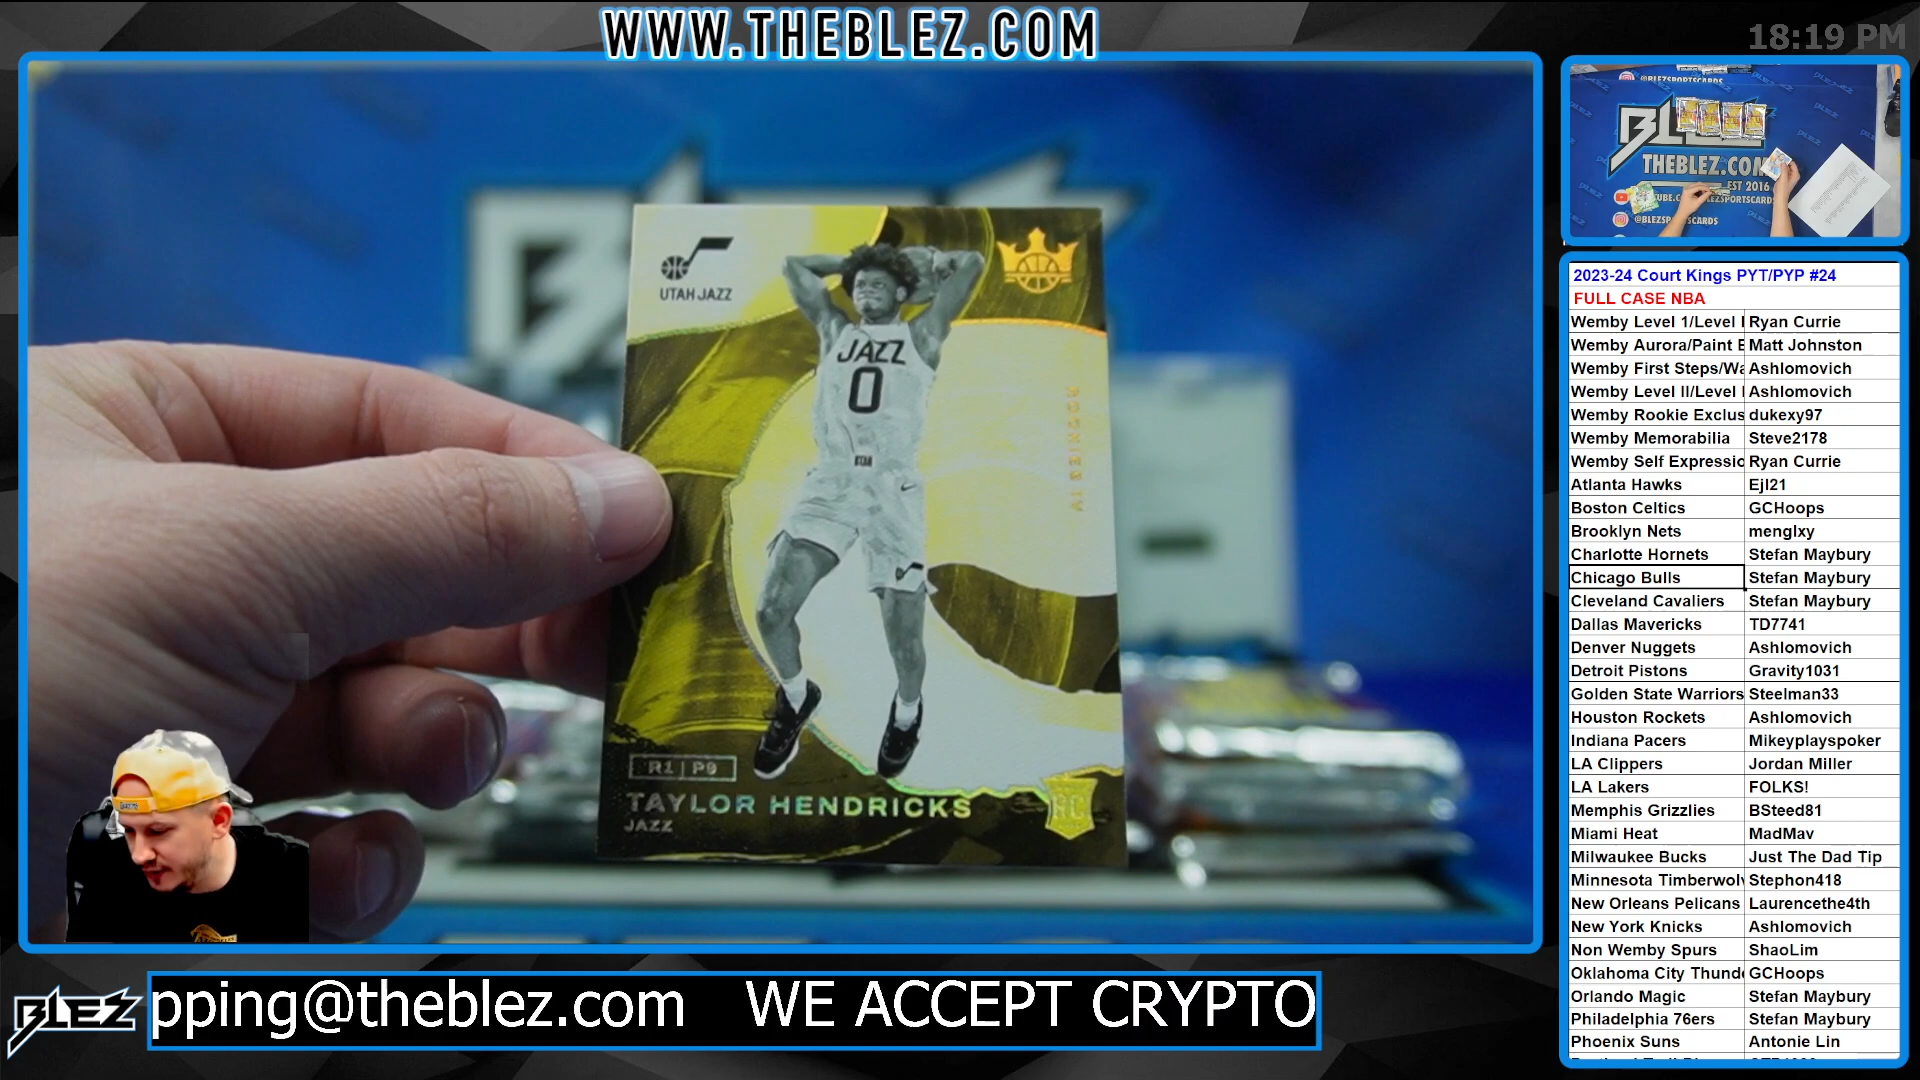 WWW.THEBLEZ.COM
18:19 PM
UTAH JAZZ
JAZZ
0
R1 | P9
TAYLOR HENDRICKS
JAZZ
RC
@BLEZSPORTSCARDS
THEBLEZ.COM
EST 2016
2023-24 Court Kings PYT/PYP #24
FULL CASE NBA
Wemby Level 1/Level Ryan Currie
Wemby Aurora/Paint Matt Johnston
Wemby First Steps/Wa Ashlomovich
Wemby Level II/Level Ashlomovich
Wemby Rookie Exclus dukexy97
Wemby Memorabilia Steve2178
Wemby Self Expressio Ryan Currie
Atlanta Hawks Ejl21
Boston Celtics GCHoops
Brooklyn Nets menglxy
Charlotte Hornets Stefan Maybury
Chicago Bulls Stefan Maybury
Cleveland Cavaliers Stefan Maybury
Dallas Mavericks TD7741
Denver Nuggets Ashlomovich
Detroit Pistons Gravity1031
Golden State Warriors Steelman33
Houston Rockets Ashlomovich
Indiana Pacers Mikeyplayspoker
LA Clippers Jordan Miller
LA Lakers FOLKS!
Memphis Grizzlies BSteed81
Miami Heat MadMav
Milwaukee Bucks Just The Dad Tip
Minnesota Timberwolv Stephon418
New Orleans Pelicans Laurencethe4th
New York Knicks Ashlomovich
Non Wemby Spurs ShaoLim
Oklahoma City Thund GCHoops
Orlando Magic Stefan Maybury
Philadelphia 76ers Stefan Maybury
Phoenix Suns Antonie Lin
BLEZ
pping@theblez.com WE ACCEPT CRYPTO